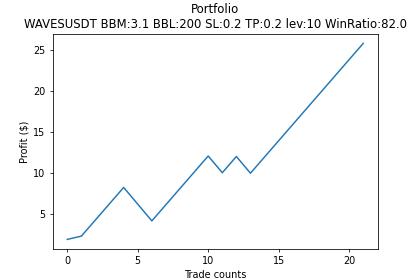 Portfolio
WAVESUSDT BBM:3.1 BBL:200 SL:0.2 TP:0.2 lev:10 WinRatio:82.0
25
20
15
10
5
Profit ($)
0 5 10 15 20
Trade counts